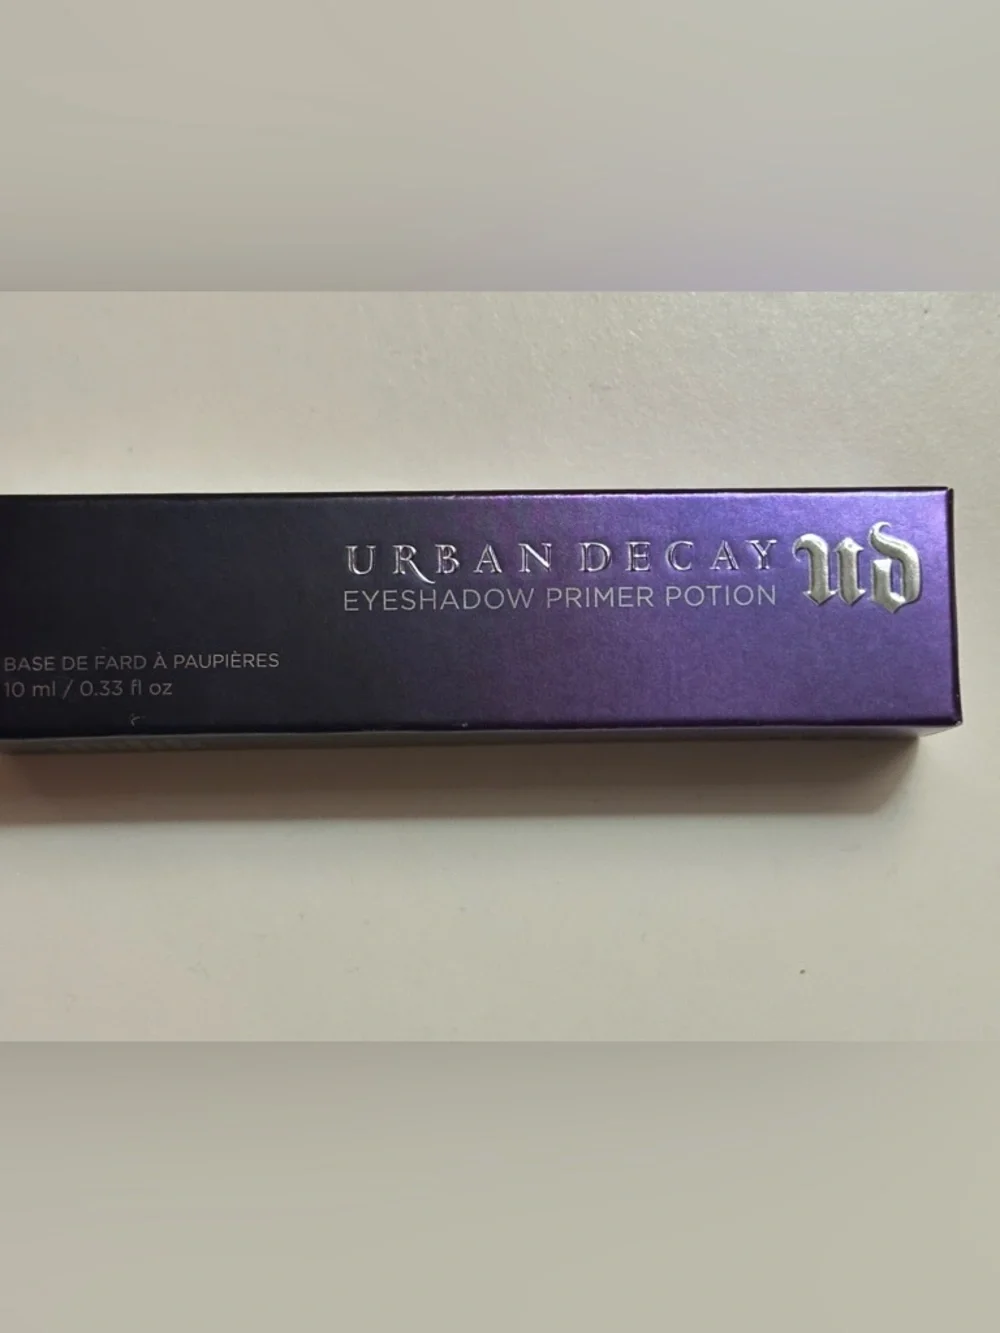 URBAN DECAY
EYESHADOW PRIMER POTION
UD
BASE DE FARD À PAUPIÈRES
10 ml / 0.33 fl oz